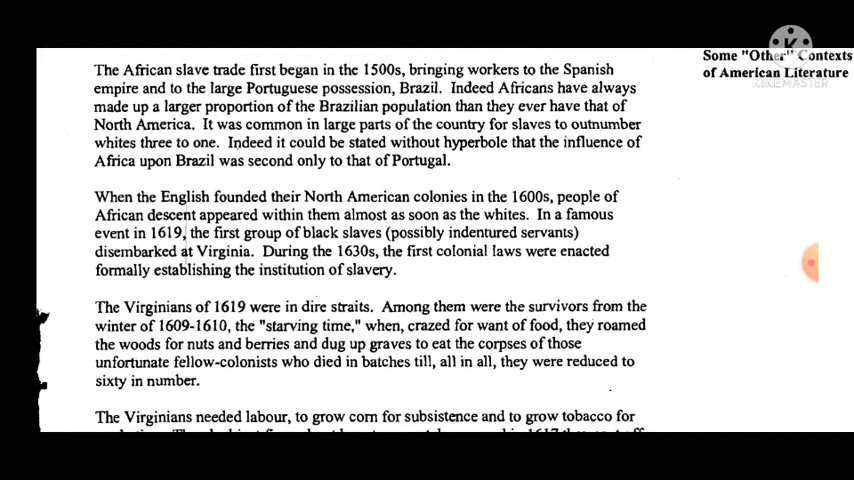 Some "Other" Contexts
of American Literature
KINEMASTER
The African slave trade first began in the 1500s, bringing workers to the Spanish
empire and to the large Portuguese possession, Brazil. Indeed Africans have always
made up a larger proportion of the Brazilian population than they ever have that of
North America. It was common in large parts of the country for slaves to outnumber
whites three to one. Indeed it could be stated without hyperbole that the influence of
Africa upon Brazil was second only to that of Portugal.
When the English founded their North American colonies in the 1600s, people of
African descent appeared within them almost as soon as the whites. In a famous
event in 1619, the first group of black slaves (possibly indentured servants)
disembarked at Virginia. During the 1630s, the first colonial laws were enacted
formally establishing the institution of slavery.
The Virginians of 1619 were in dire straits. Among them were the survivors from the
winter of 1609-1610, the "starving time," when, crazed for want of food, they roamed
the woods for nuts and berries and dug up graves to eat the corpses of those
unfortunate fellow-colonists who died in batches till, all in all, they were reduced to
sixty in number.
The Virginians needed labour, to grow corn for subsistence and to grow tobacco for